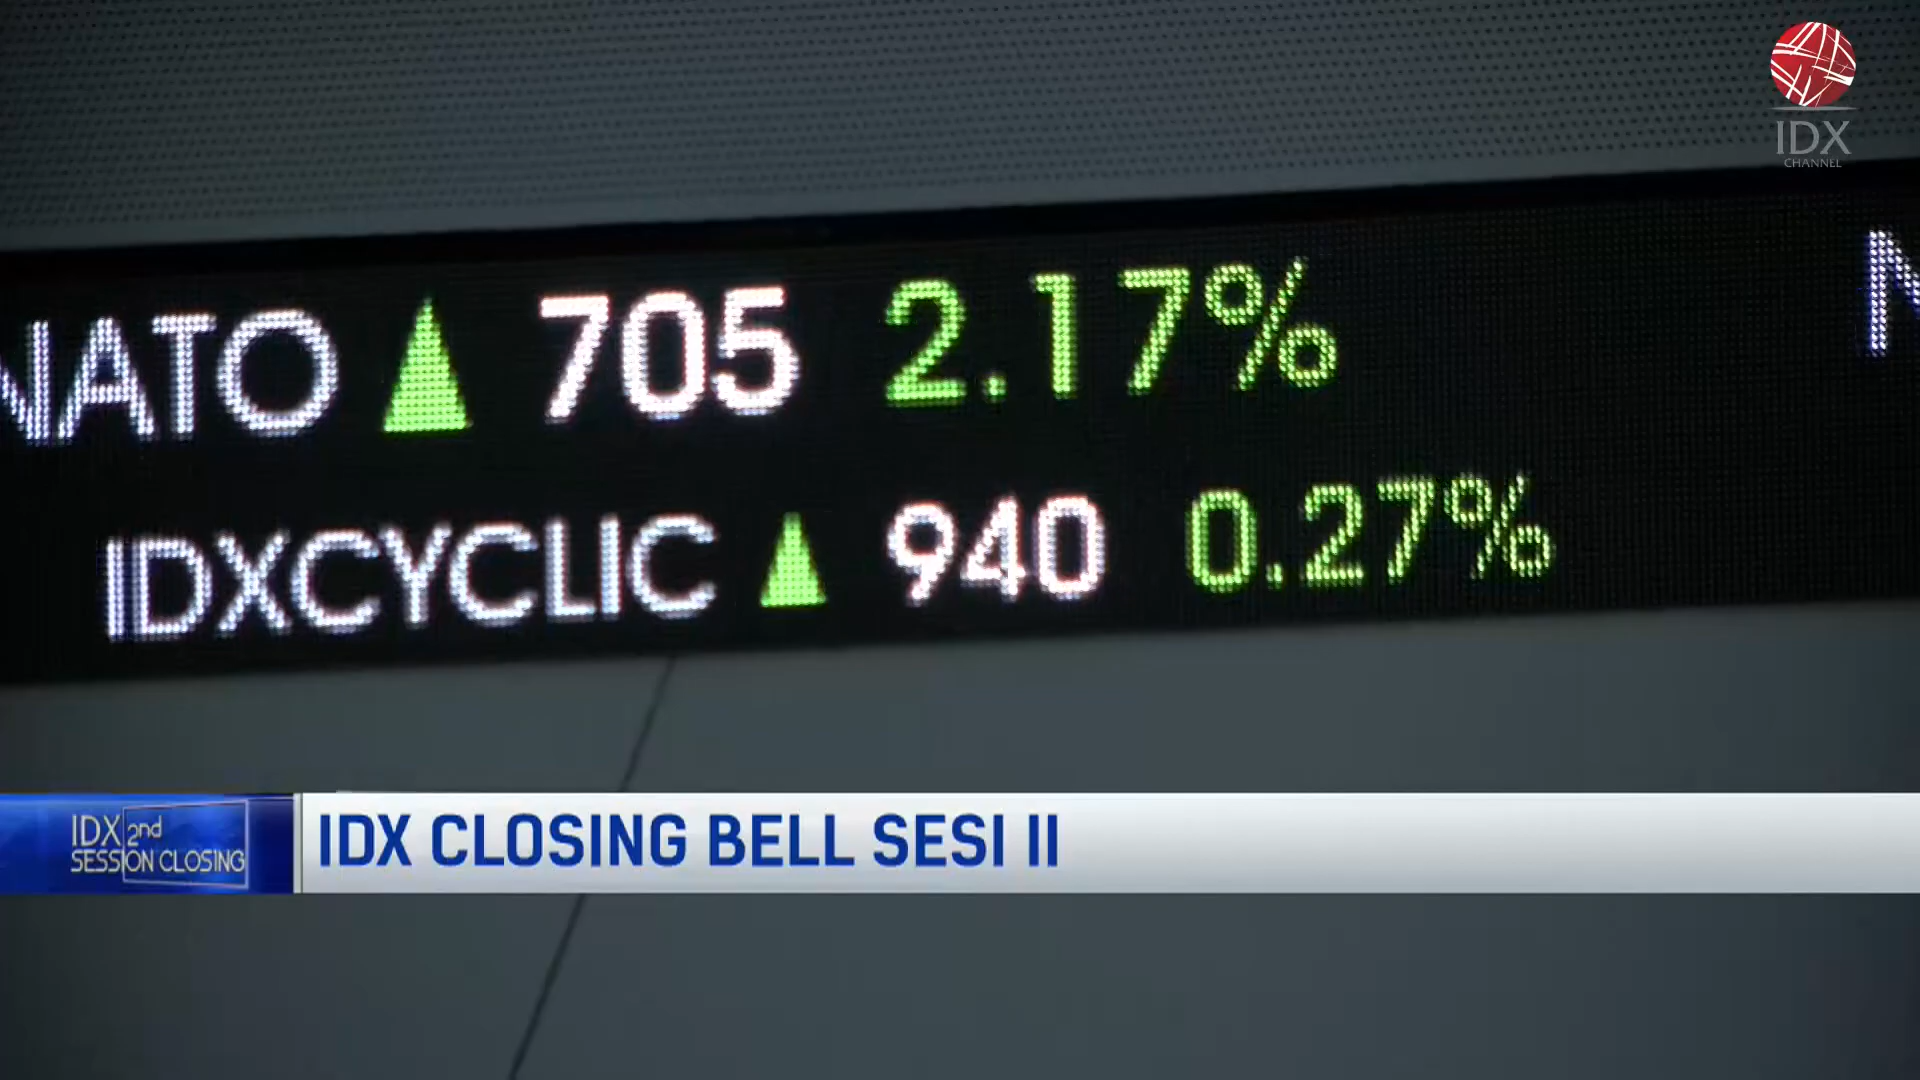 IDX
CHANNEL
NATO ▲ 705 2.17% N
IDXCYCLIC ▲ 940 0.27%
IDX 2nd
SESSION CLOSING
IDX CLOSING BELL SESI II